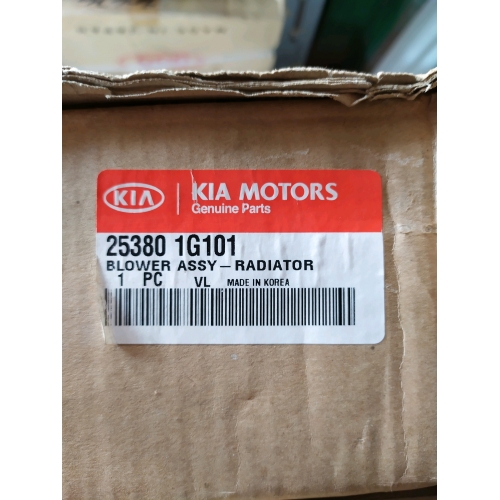 KIA
KIA MOTORS
Genuine Parts
25380 1G101
BLOWER ASSY-RADIATOR
1 PC VL MADE IN KOREA